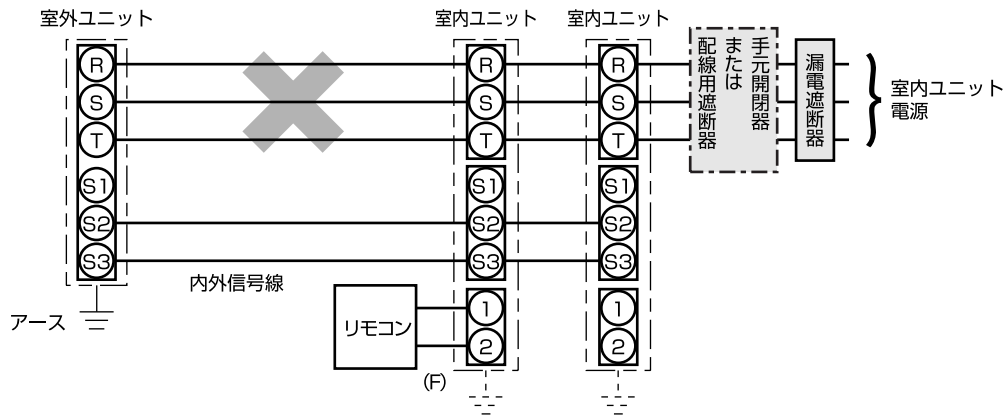 室外ユニット
室内ユニット
室内ユニット
R
S
T
S1
S2
S3
R
S
T
S1
S2
S3
1
2
R
S
T
S1
S2
S3
1
2
手元開閉器
または
配線用遮断器
漏電遮断器
室内ユニット
電源
内外信号線
アース
リモコン
(F)